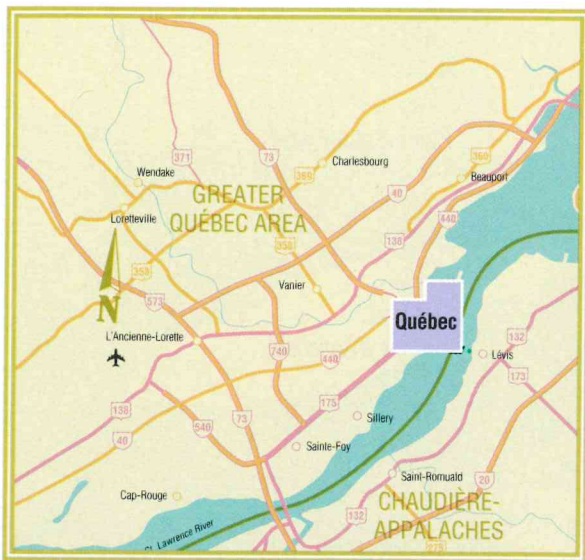 371
73
Charlesbourg
369
360
Wendake
Beauport
40
GREATER
QUÉBEC AREA
Loretteville
440
138
358
358
Vanier
573
N
Québec
L'Ancienne-Lorette
132
Lévis
740
440
173
138
175
40
540
73
Sillery
Sainte-Foy
Saint-Romuald
20
Cap-Rouge
CHAUDIÈRE-
APPALACHES
132
St. Lawrence River